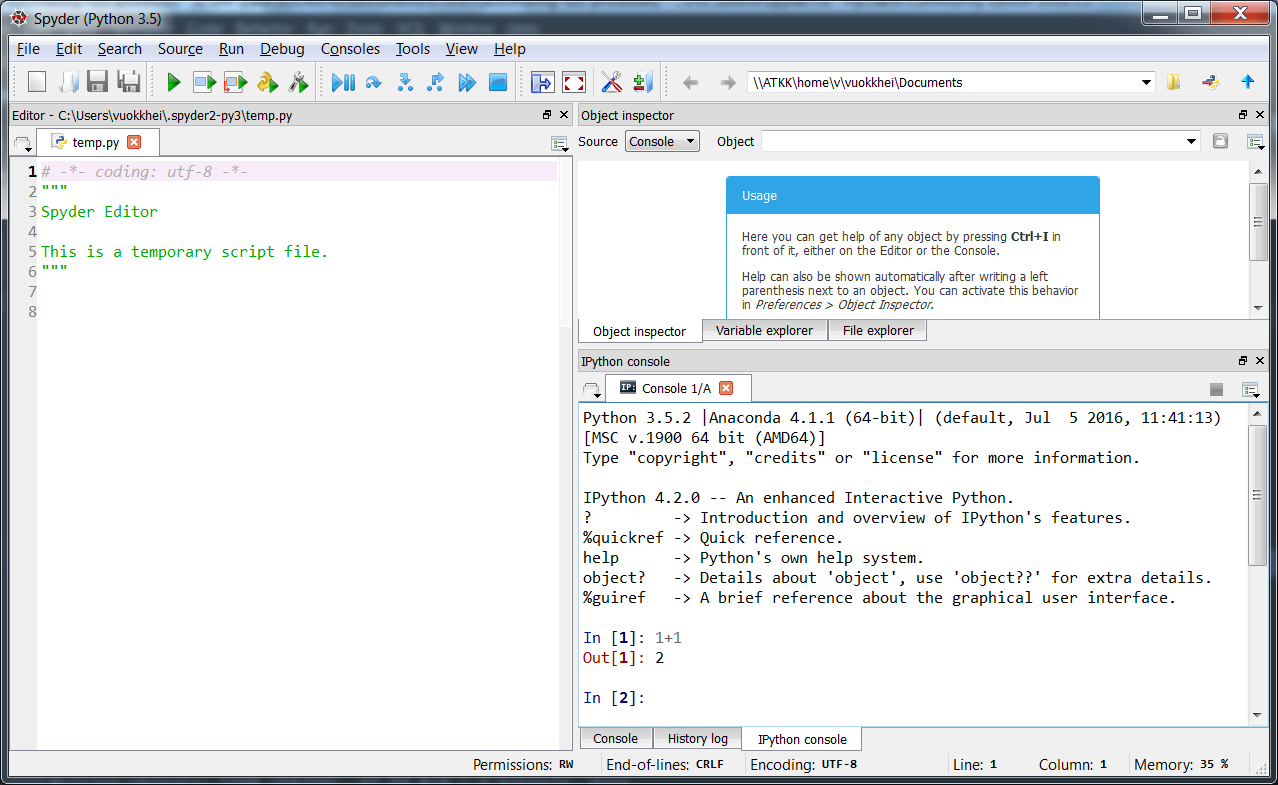 Spyder (Python 3.5)
File Edit Search Source Run Debug Consoles Tools View Help
\\ATKK\home\v\vuokkhei\Documents
Editor - C:\Users\vuokkhei\.spyder2-py3\temp.py
temp.py
1 # -*- coding: utf-8 -*-
2 """
3 Spyder Editor
4
5 This is a temporary script file.
6 """
7
8
Object inspector
Source Console Object
Usage
Here you can get help of any object by pressing Ctrl+I in
front of it, either on the Editor or the Console.
Help can also be shown automatically after writing a left
parenthesis next to an object. You can activate this behavior
in Preferences > Object Inspector.
Object inspector Variable explorer File explorer
IPython console
IP: Console 1/A
Python 3.5.2 |Anaconda 4.1.1 (64-bit)| (default, Jul  5 2016, 11:41:13)
[MSC v.1900 64 bit (AMD64)]
Type "copyright", "credits" or "license" for more information.
IPython 4.2.0 -- An enhanced Interactive Python.
?         -> Introduction and overview of IPython's features.
%quickref -> Quick reference.
help      -> Python's own help system.
object?   -> Details about 'object', use 'object??' for extra details.
%guiref   -> A brief reference about the graphical user interface.
In [1]: 1+1
Out[1]: 2
In [2]:
Console History log IPython console
Permissions: RW End-of-lines: CRLF Encoding: UTF-8 Line: 1 Column: 1 Memory: 35 %